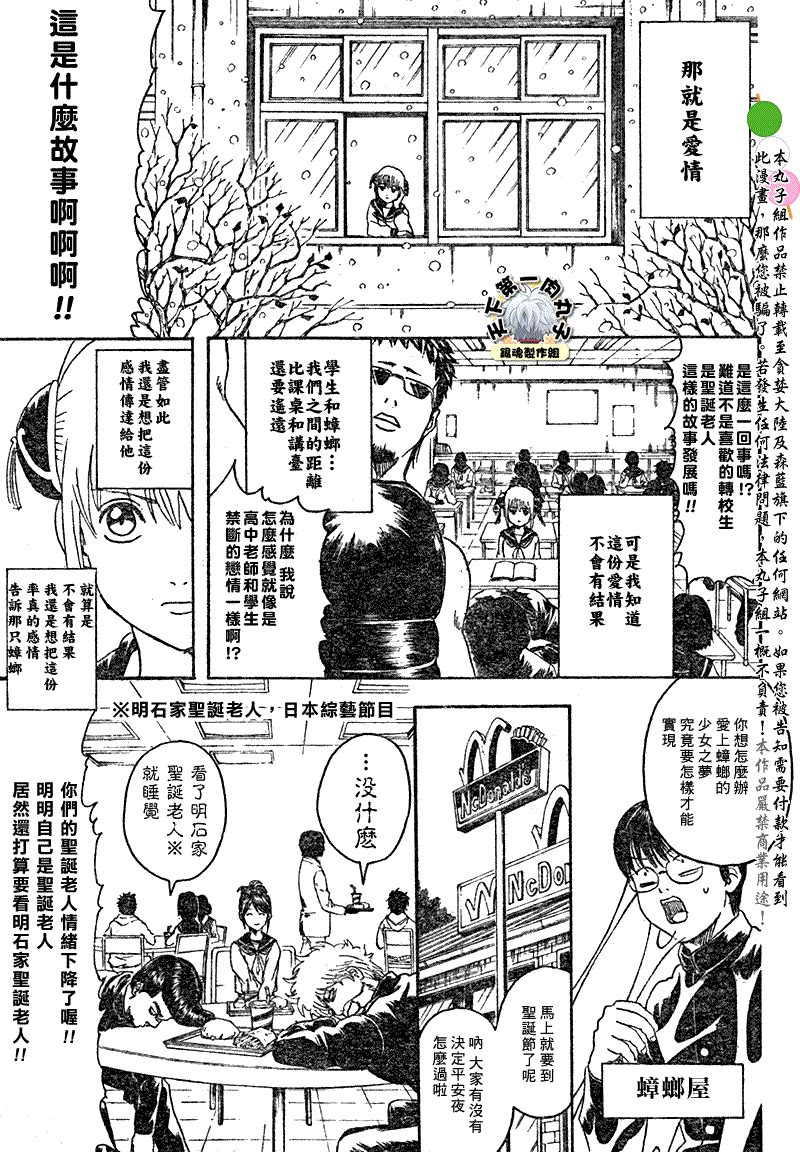 那就是愛情
這是什麼故事啊啊啊!!
天下第一肉丸子
銀魂製作組
是這麼一回事嗎!?
難道不是喜歡的轉校生
是聖誕老人
這樣的故事發展嗎!!
可是我知道
這份愛情
不會有結果
學生和蟑螂…
我們之間的距離
比課桌和講臺
還要遙遠
為什麼 我說
怎麼感覺就像是
高中老師和學生
禁斷的戀情一樣啊!?
盡管如此
我還是想把這份
感情傳達給他
就算是
不會有結果
我還是想把這份
率真的感情
告訴那只蟑螂
你想怎麼辦
愛上蟑螂的
少女之夢
究竟要怎樣才能
實現
蟑螂屋
NcDonald's
NcDon
馬上就要到
聖誕節了呢
吶 大家有沒有
決定平安夜
怎麼過啦
※明石家聖誕老人，日本綜藝節目
…没什麽
看了明石家
聖誕老人※
就睡覺
你們的聖誕老人情緒下降了喔!!
明明自己是聖誕老人
居然還打算要看明石家聖誕老人!!
本丸子組作品禁止轉載至貪婪大陸及森藍旗下的任何網站。如果您被告知需要付款才能看到
此漫畫，那麼您被騙了。若發生任何法律問題，本丸子組一概不負責！本作品嚴禁商業用途！